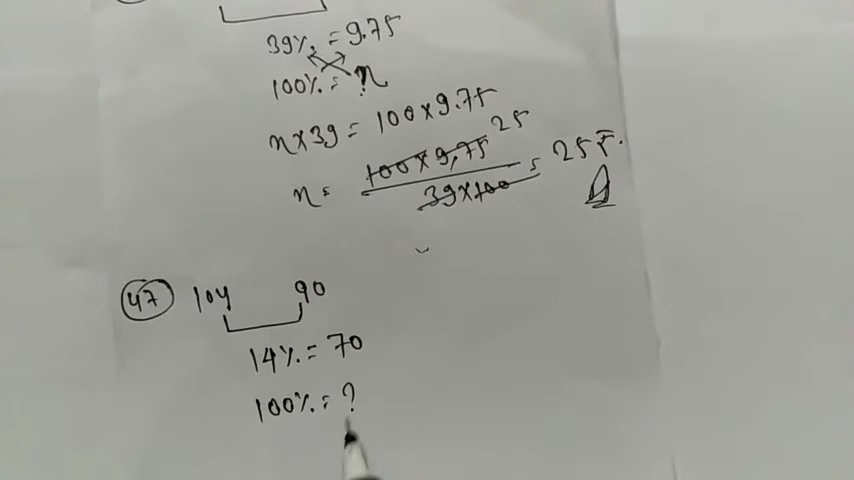 39% = 9.75
100% = ? n
n×39 = 100×9.75
25
n = 100×9,75 / 39×100 = 25 ₹.
47 104 90
14% = 70
100% = ?